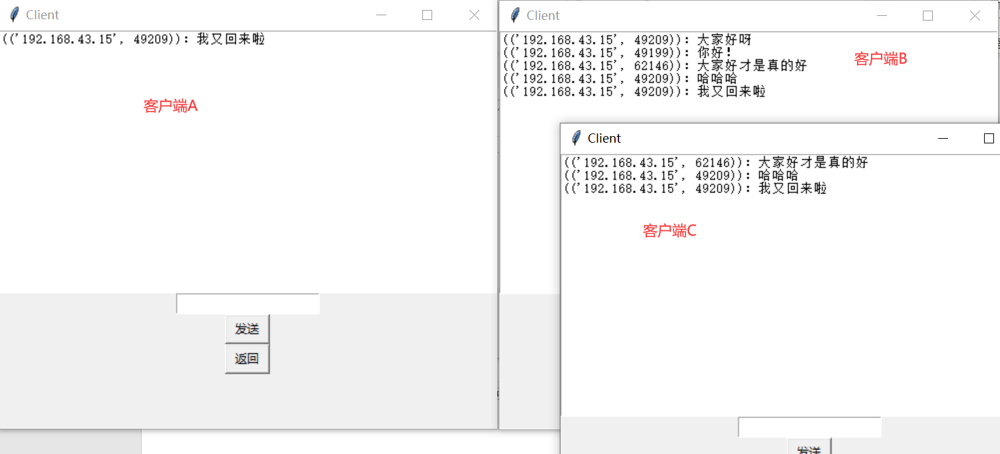 Client
(('192.168.43.15', 49209)): 我又回来啦
客户端A
发送
返回
Client
(('192.168.43.15', 49209)): 大家好呀
(('192.168.43.15', 49199)): 你好!
(('192.168.43.15', 62146)): 大家好才是真的好
(('192.168.43.15', 49209)): 哈哈哈
(('192.168.43.15', 49209)): 我又回来啦
客户端B
Client
(('192.168.43.15', 62146)): 大家好才是真的好
(('192.168.43.15', 49209)): 哈哈哈
(('192.168.43.15', 49209)): 我又回来啦
客户端C
发送